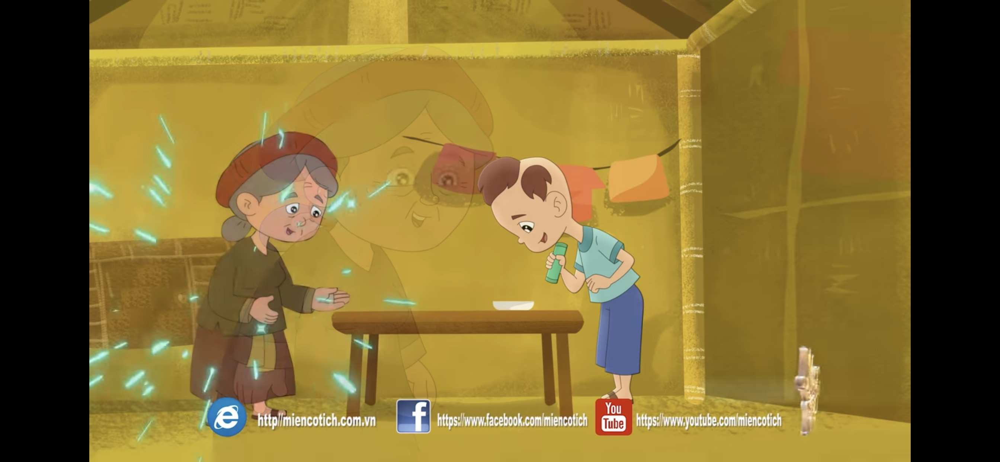 http//miencotich.com.vn
https://www.facebook.com/miencotich
You
Tube
https://www.youtube.com/miencotich